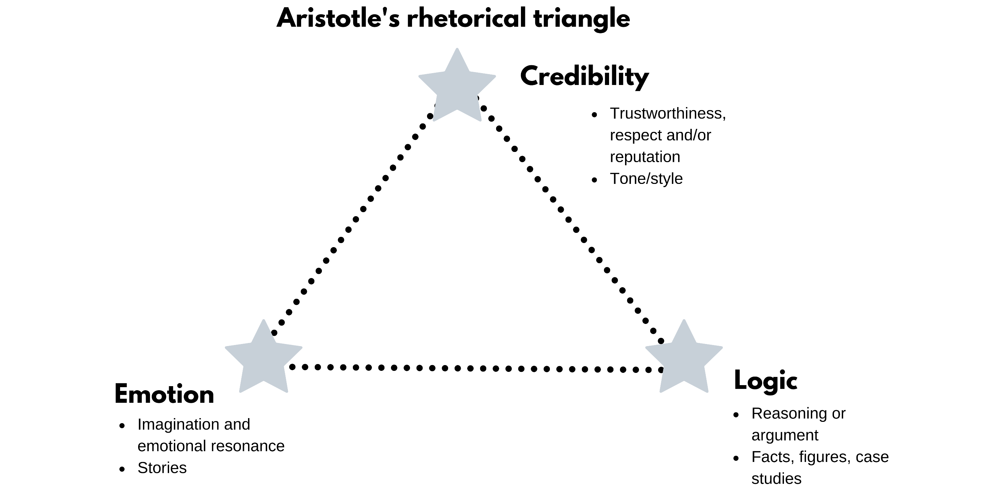 Aristotle's rhetorical triangle
Credibility
• Trustworthiness,
respect and/or
reputation
• Tone/style
Emotion
• Imagination and
emotional resonance
• Stories
Logic
• Reasoning or
argument
• Facts, figures, case
studies